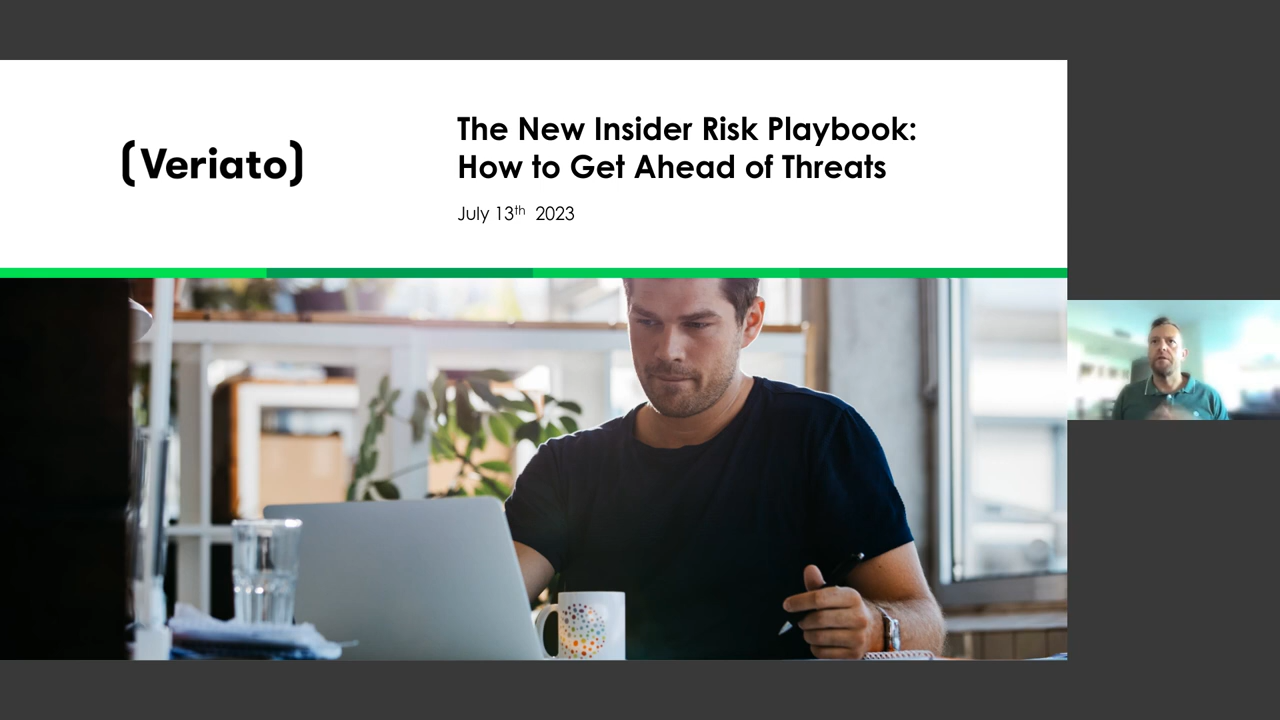 (Veriato)
The New Insider Risk Playbook:
How to Get Ahead of Threats
July 13th 2023